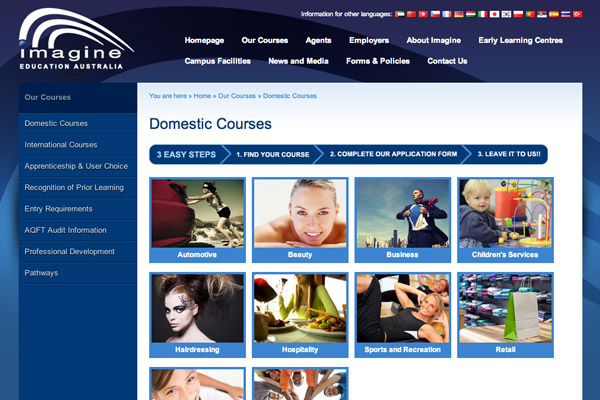 Information for other languages:
imagine
EDUCATION AUSTRALIA
Homepage Our Courses Agents Employers About Imagine Early Learning Centres
Campus Facilities News and Media Forms & Policies Contact Us
Our Courses
Domestic Courses
International Courses
Apprenticeship & User Choice
Recognition of Prior Learning
Entry Requirements
AQFT Audit Information
Professional Development
Pathways
You are here » Home » Our Courses » Domestic Courses
Domestic Courses
3 EASY STEPS 1. FIND YOUR COURSE 2. COMPLETE OUR APPLICATION FORM 3. LEAVE IT TO US!!
Automotive Beauty Business Children's Services
Hairdressing Hospitality Sports and Recreation Retail